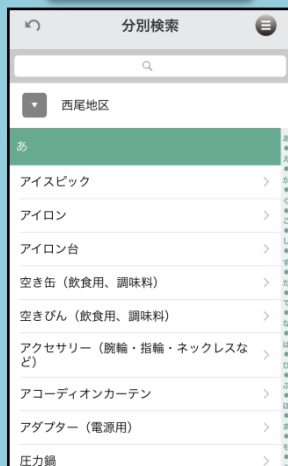 分別検索
西尾地区
あ
アイスピック
アイロン
アイロン台
空き缶（飲食用、調味料）
空きびん（飲食用、調味料）
アクセサリー（腕輪・指輪・ネックレスな
ど）
アコーディオンカーテン
アダプター（電源用）
圧力鍋